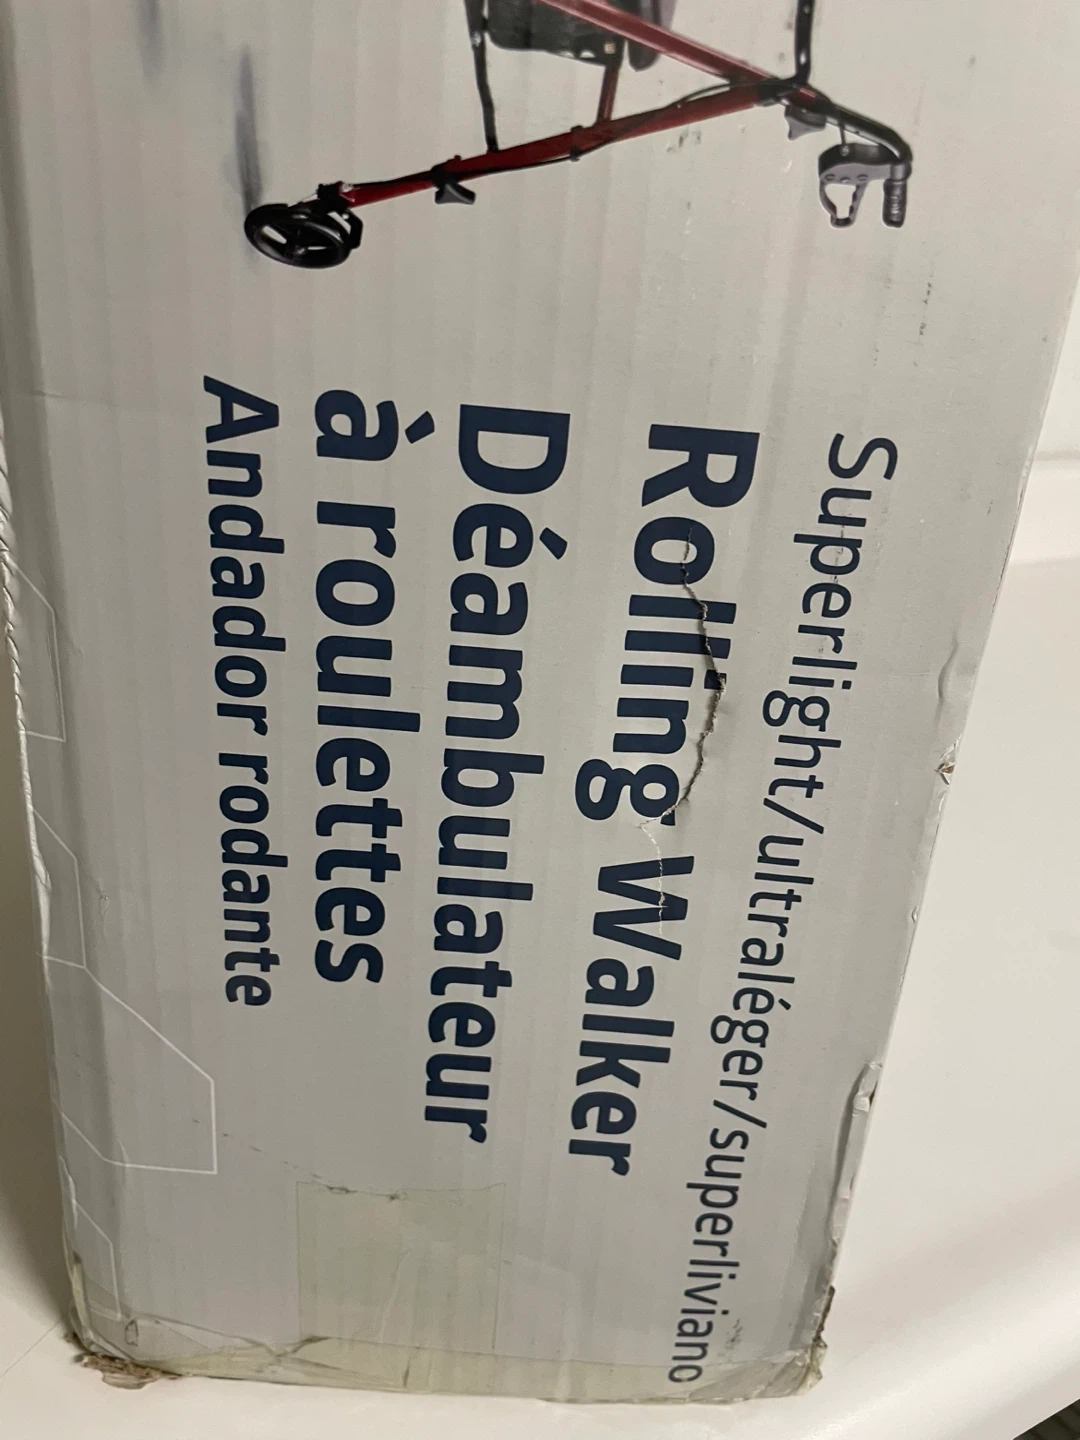 Superlight/ultraléger/superliviano
Rolling Walker
Déambulateur
à roulettes
Andador rodante